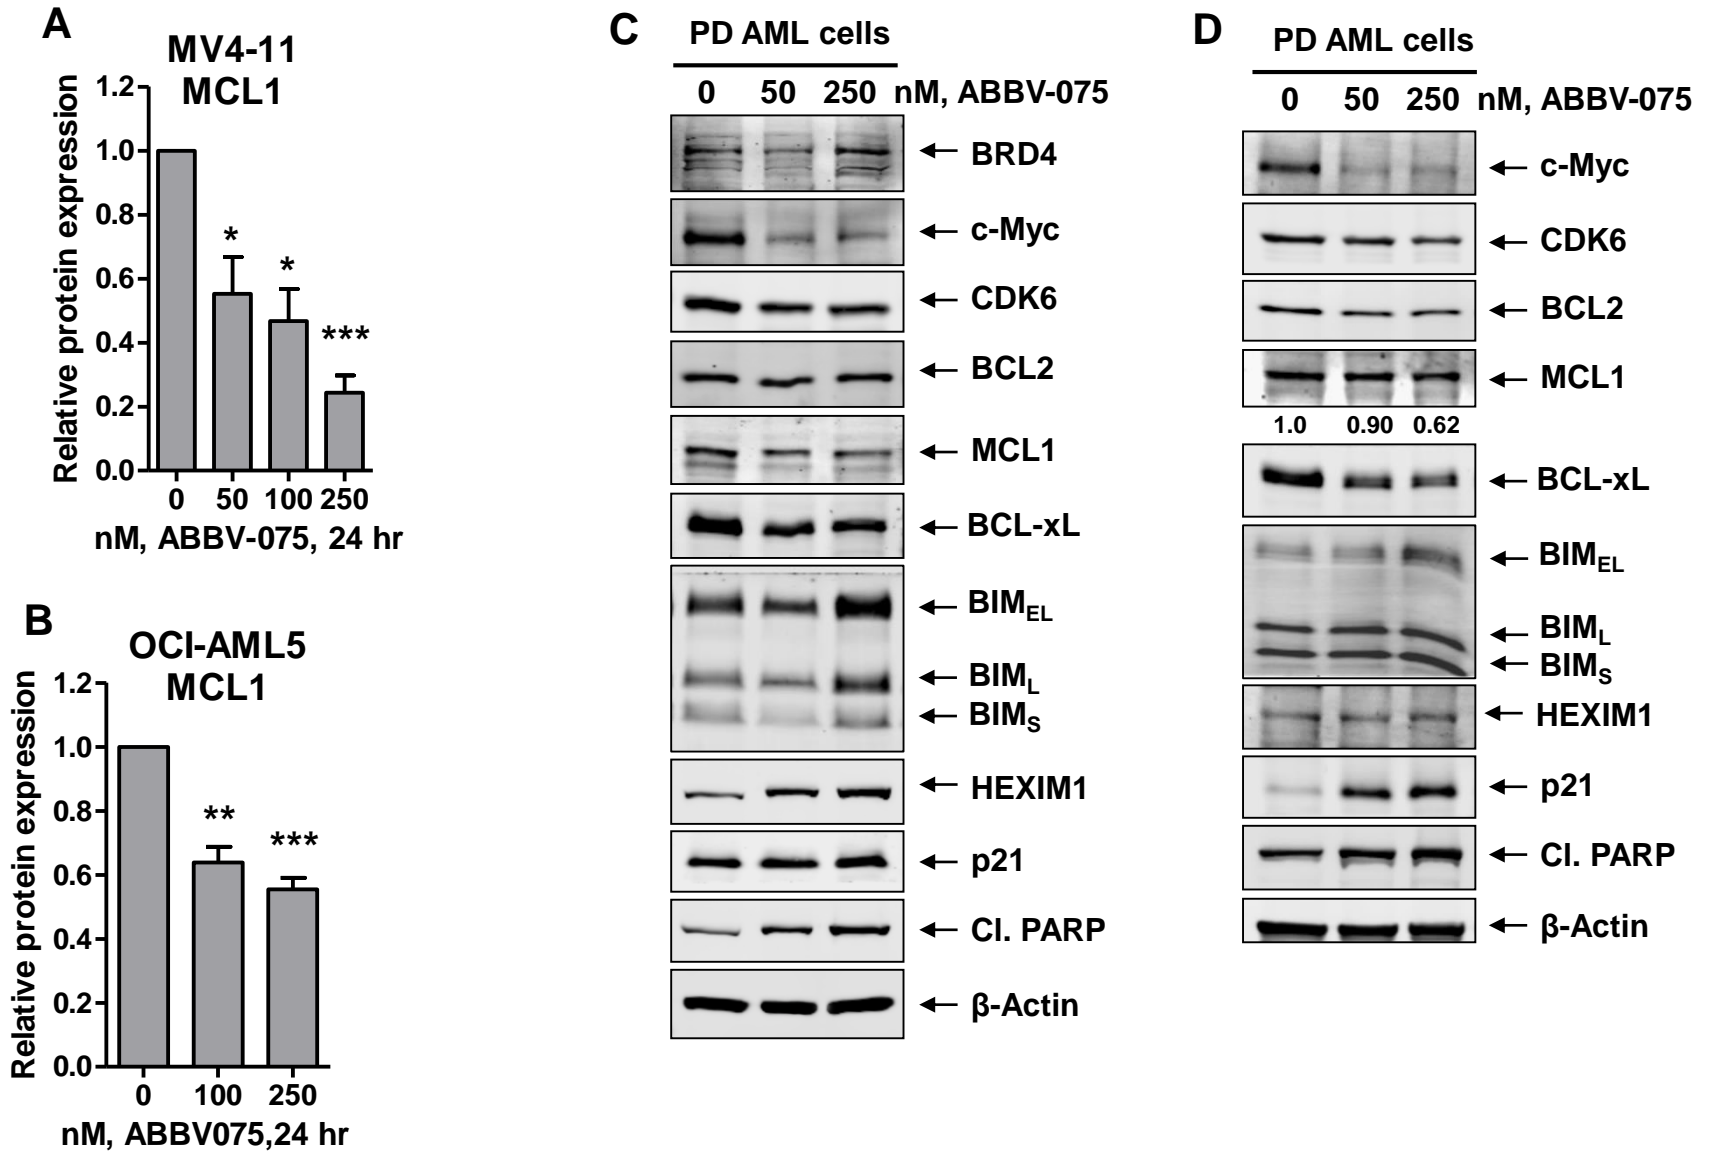 A
MV4-11
MCL1
Relative protein expression
1.2
1.0
0.8
0.6
0.4
0.2
0.0
*
*
***
0 50 100 250
nM, ABBV-075, 24 hr
B
OCI-AML5
MCL1
Relative protein expression
1.2
1.0
0.8
0.6
0.4
0.2
0.0
**
***
0 100 250
nM, ABBV075,24 hr
C
PD AML cells
0 50 250 nM, ABBV-075
BRD4
c-Myc
CDK6
BCL2
MCL1
BCL-xL
BIMEL
BIML
BIMS
HEXIM1
p21
Cl. PARP
β-Actin
D
PD AML cells
0 50 250 nM, ABBV-075
c-Myc
CDK6
BCL2
MCL1
1.0 0.90 0.62
BCL-xL
BIMEL
BIML
BIMS
HEXIM1
p21
Cl. PARP
β-Actin